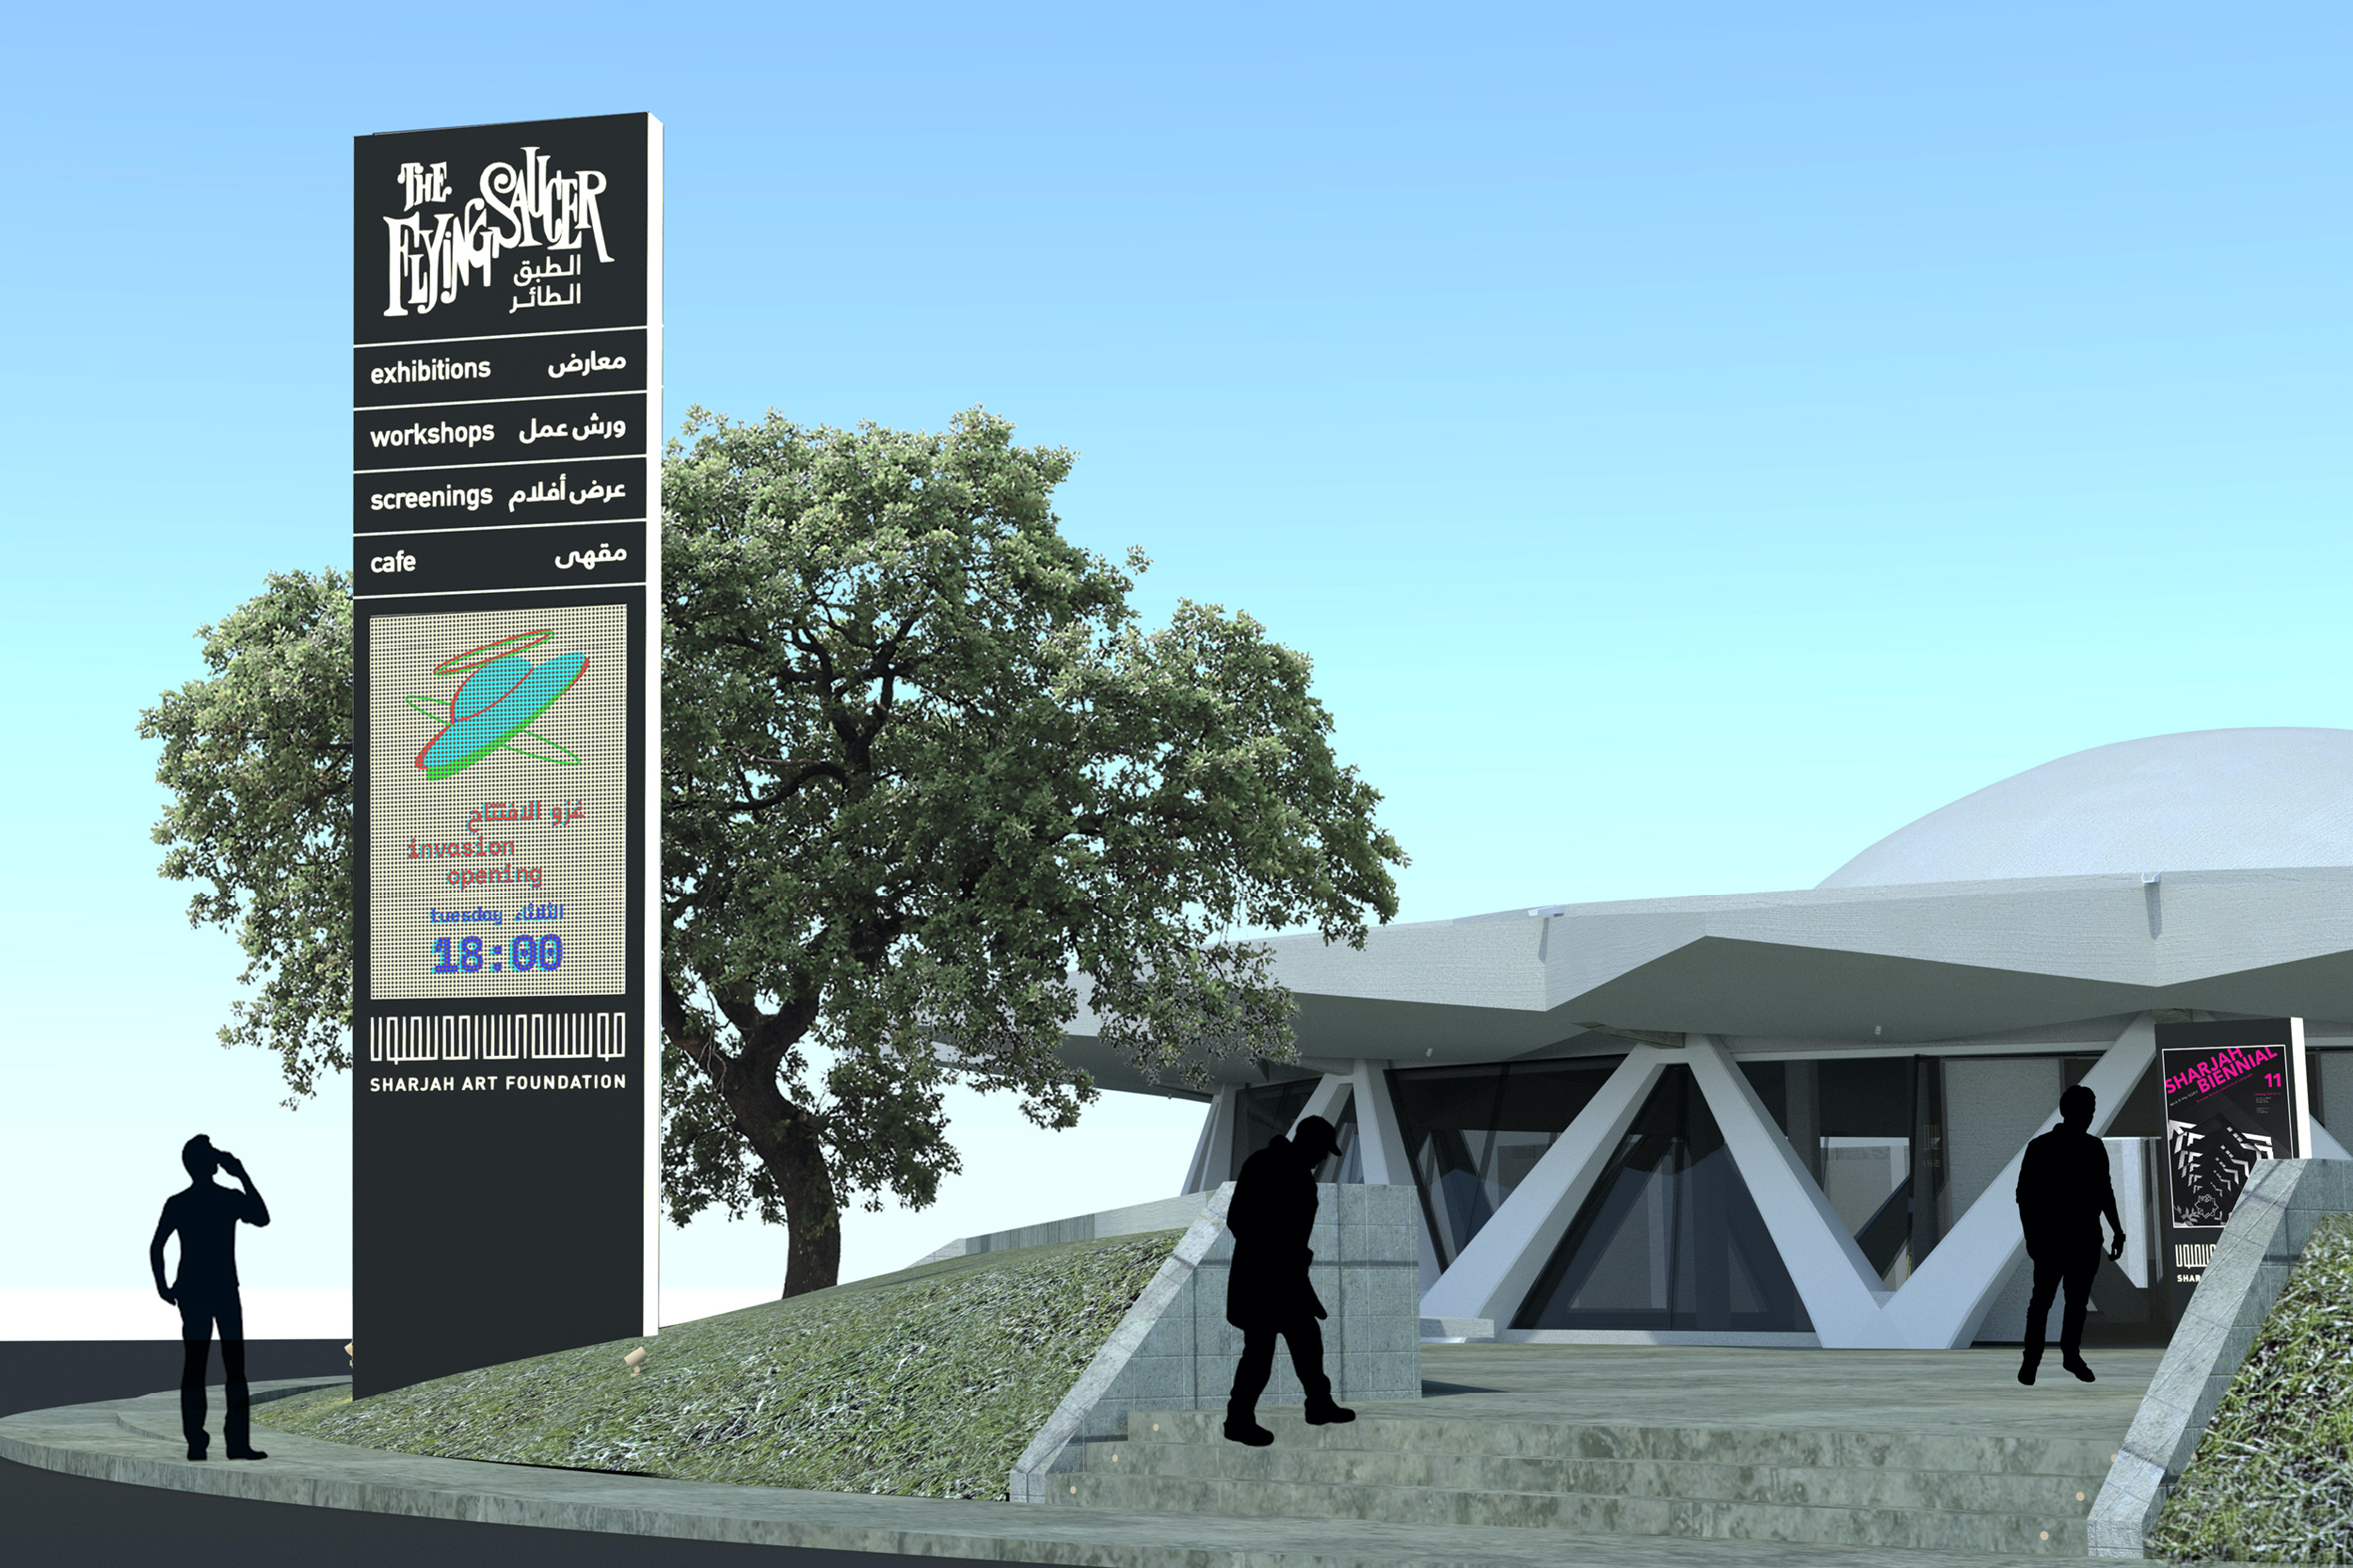 THE
FLYING SAUCER
الطبق
الطائر
exhibitions معارض
workshops ورش عمل
screenings عرض أفلام
cafe مقهى
غزو الافتتاح
invasion
opening
tuesday الثلاثاء
18:00
SHARJAH ART FOUNDATION
SHARJAH
BIENNIAL
11
SHAR